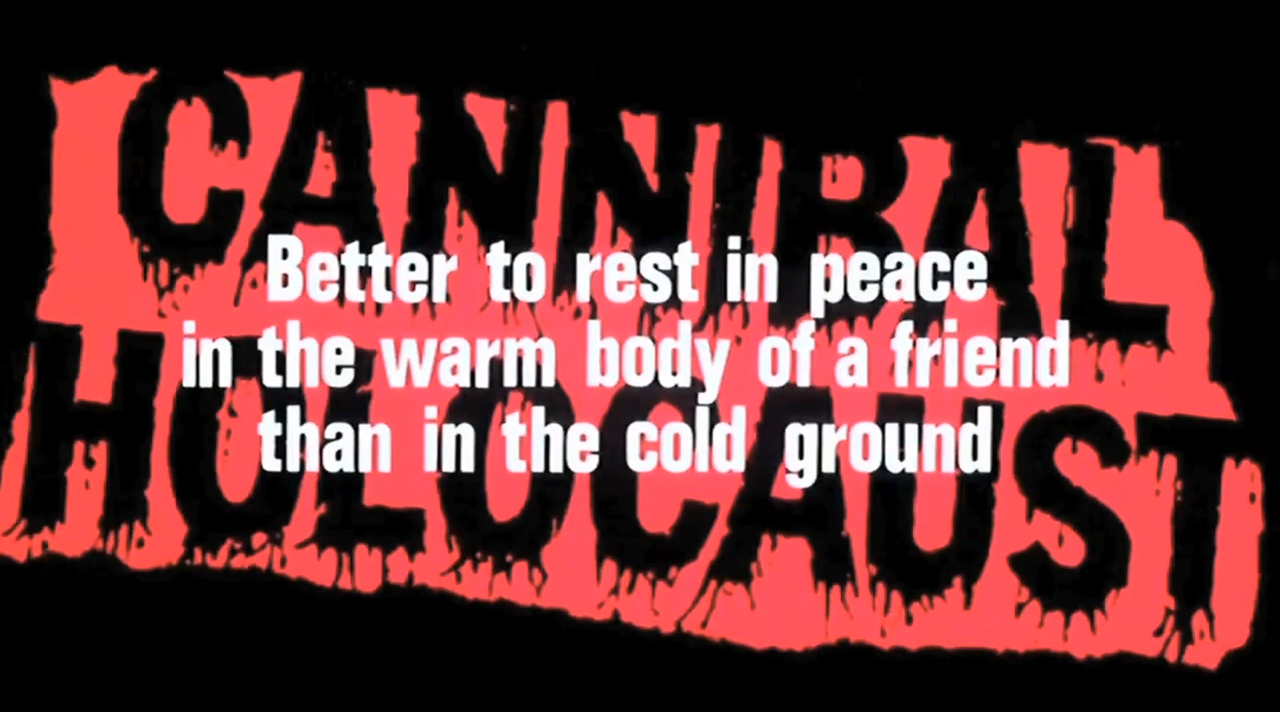 CANNIBAL
HOLOCAUST
Better to rest in peace
in the warm body of a friend
than in the cold ground